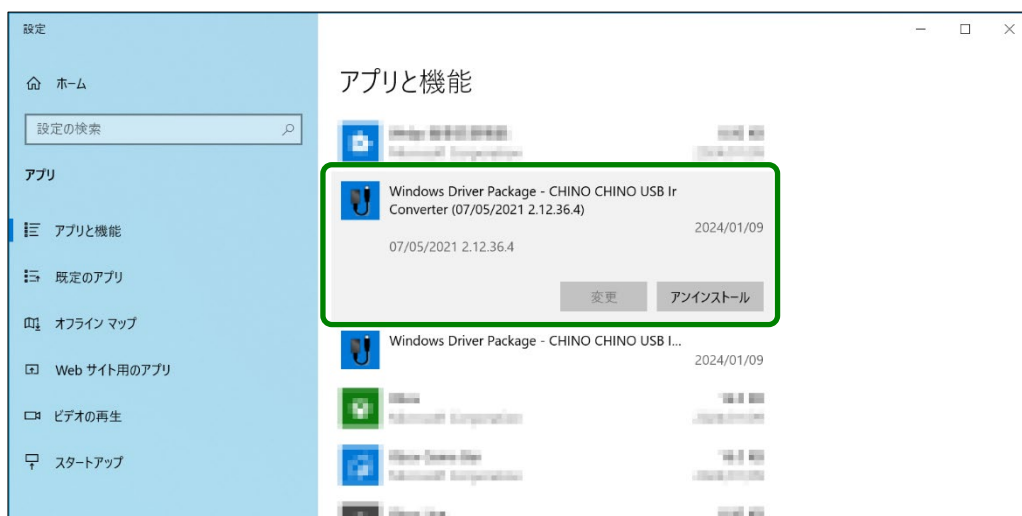 設定
ホーム
設定の検索
アプリ
アプリと機能
既定のアプリ
オフライン マップ
Web サイト用のアプリ
ビデオの再生
スタートアップ
アプリと機能
Windows Driver Package - CHINO CHINO USB Ir
Converter (07/05/2021 2.12.36.4)
2024/01/09
07/05/2021 2.12.36.4
変更
アンインストール
Windows Driver Package - CHINO CHINO USB I...
2024/01/09